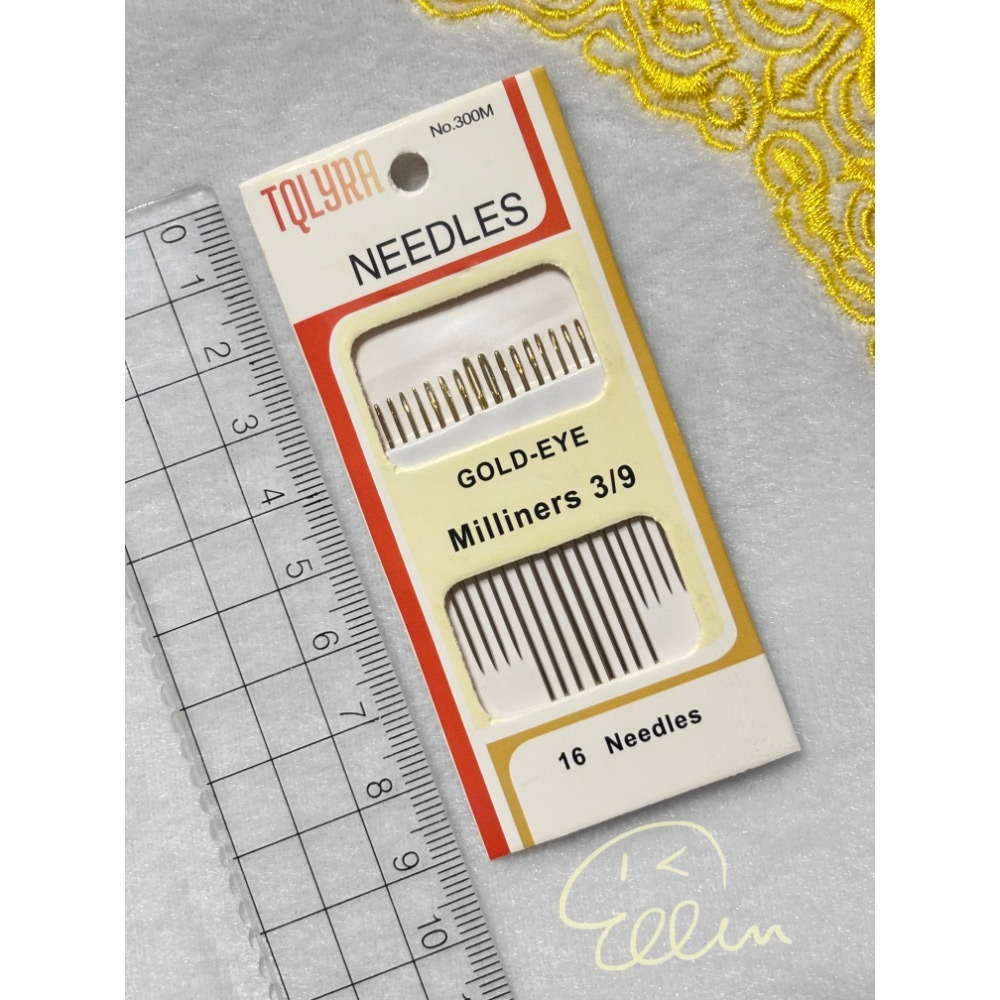 No.300M
TQLYRA
NEEDLES
GOLD-EYE
Milliners 3/9
16 Needles
0
1
2
3
4
5
6
7
8
9
10
Ellen